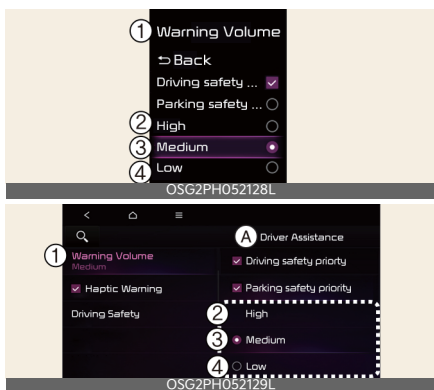 1 Warning Volume
Back
Driving safety ...
Parking safety ...
2 High
3 Medium
4 Low
OSG2PH052128L
A Driver Assistance
1 Warning Volume
Medium
Driving safety priorty
Haptic Warning
Parking safety priority
Driving Safety
2 High
3 Medium
4 Low
OSG2PH052129L